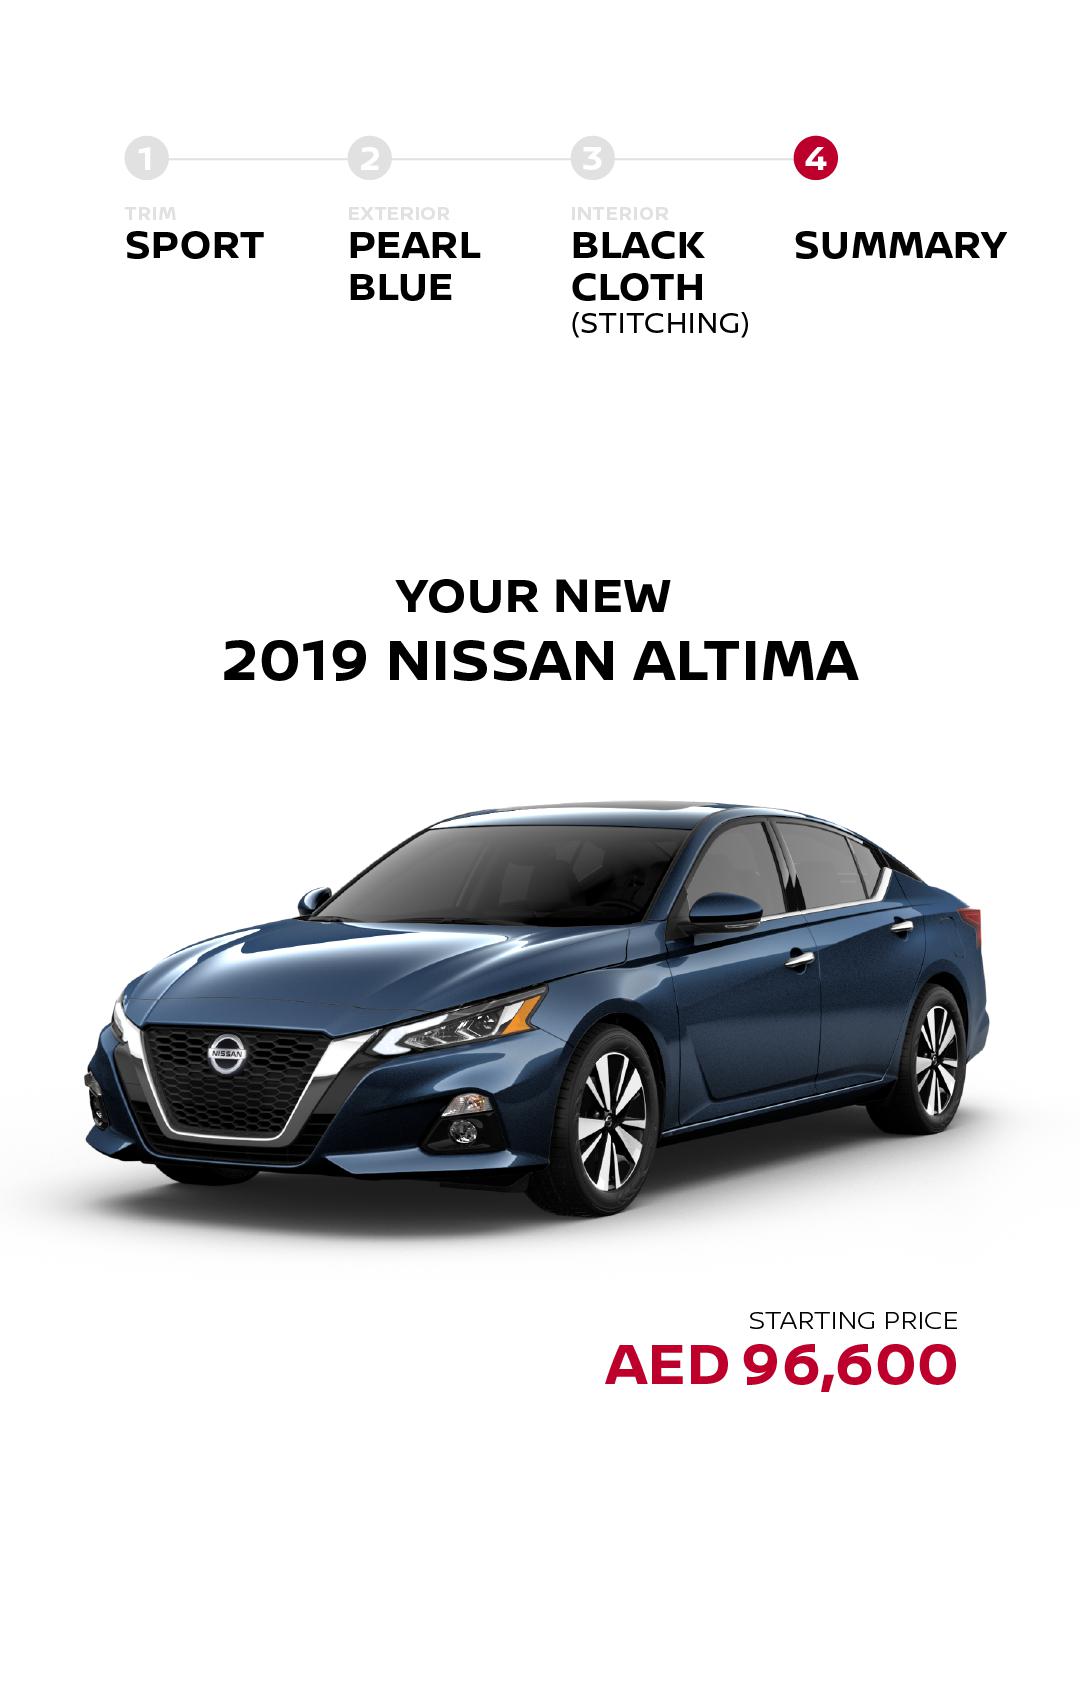 1 2 3 4
TRIM
SPORT
EXTERIOR
PEARL
BLUE
INTERIOR
BLACK
CLOTH
(STITCHING)
SUMMARY
YOUR NEW
2019 NISSAN ALTIMA
NISSAN
STARTING PRICE
AED 96,600